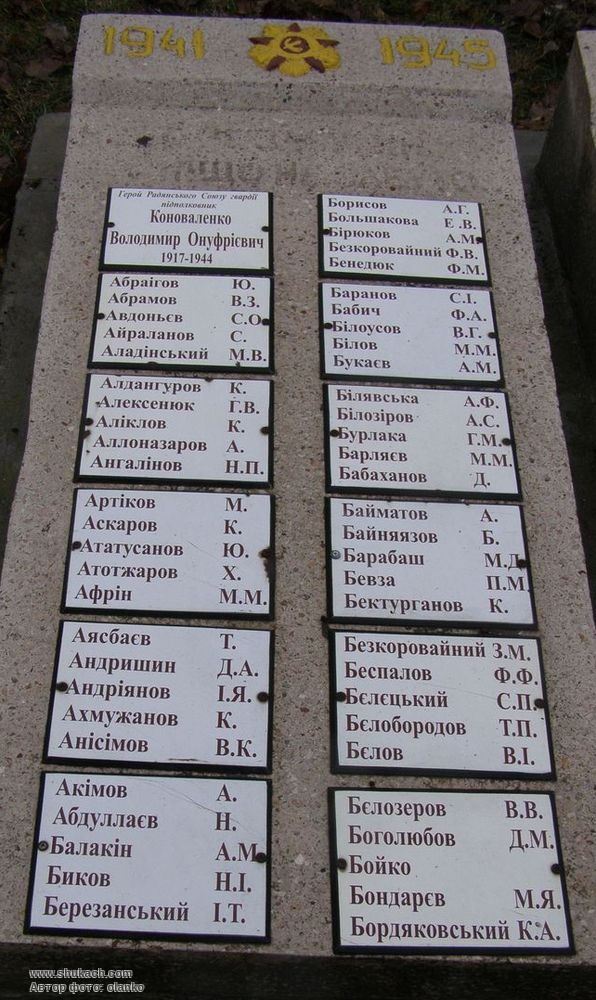 1941 1945
Герой Радянського Союзу гвардії
підполковник
Коноваленко
Володимир Онуфрієвич
1917-1944
Абраігов Ю.
Абрамов В.З.
Авдоньєв С.О
Айраланов С.
Аладінський М.В.
Алдангуров К.
Алексенюк Г.В.
Аліклов К.
Аллоназаров А.
Ангалінов Н.П.
Артіков М.
Аскаров К.
Ататусанов Ю.
Атотжаров Х.
Афрін М.М.
Аясбаєв Т.
Андришин Д.А.
Андріянов І.Я.
Ахмужанов К.
Анісімов В.К.
Акімов А.
Абдуллаєв Н.
Балакін А.М
Биков Н.І.
Березанський І.Т.
Борисов А.Г.
Большакова Е .В.
Бірюков А.М
Безкоровайний Ф.В.
Бенедюк Ф.М.
Баранов С.І.
Бабич Ф.А.
Білоусов В.Г.
Білов М.М.
Букаєв А.М.
Білявська А.Ф.
Білозіров А.С.
Бурлака Г.М.
Барляєв М.М.
Бабаханов Д.
Байматов А.
Байниязов Б.
Барабаш М.Д
Бевза П.М
Бектурганов К.
Безкоровайний З.М.
Беспалов Ф.Ф.
Бєлєцький С.П.
Бєлобородов Т.П.
Бєлов В.І.
Бєлозеров В.В.
Боголюбов Д.М.
Бойко
Бондарєв М.Я.
Бордяковський К.А.
www.shukach.com
Автор фото: olanko